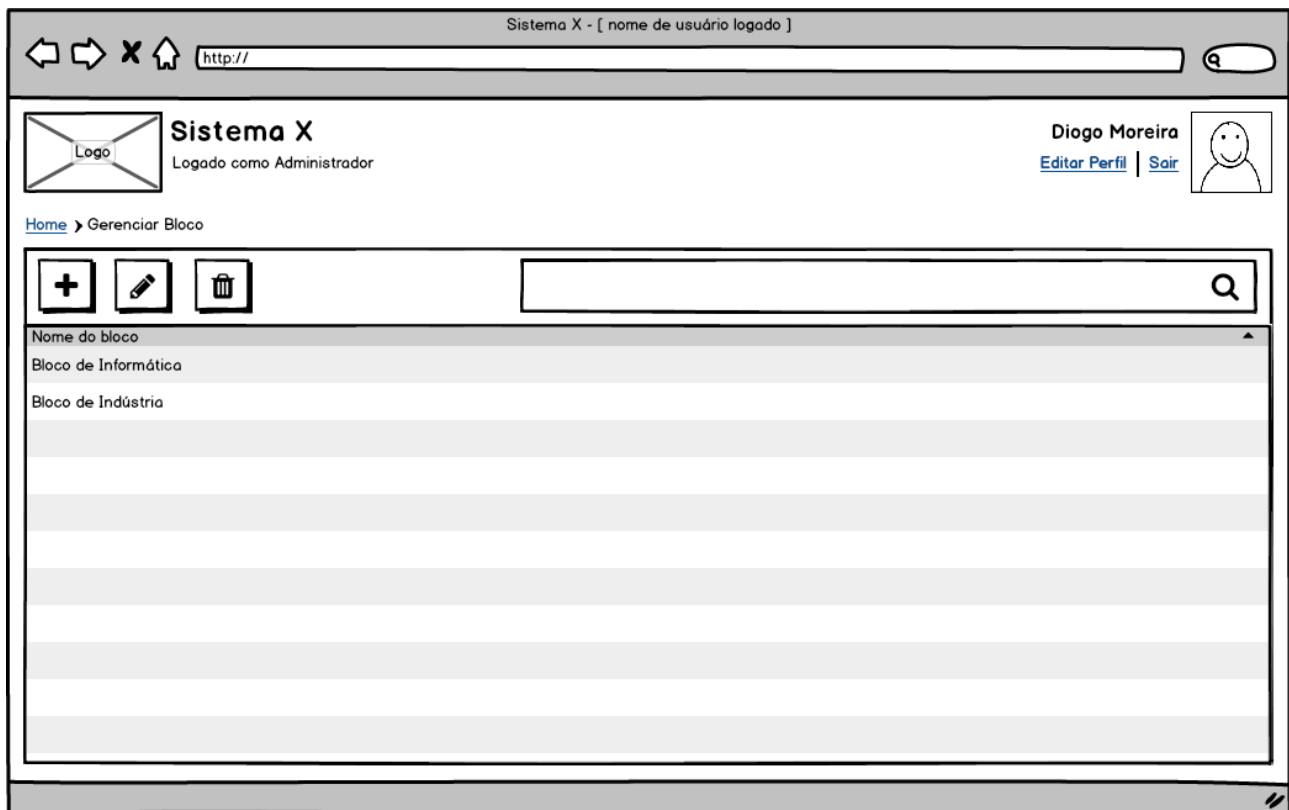 Sistema X - [ nome de usuário logado ]
http://
Logo
Sistema X
Logado como Administrador
Diogo Moreira
Editar Perfil | Sair
Home > Gerenciar Bloco
Nome do bloco
Bloco de Informática
Bloco de Indústria